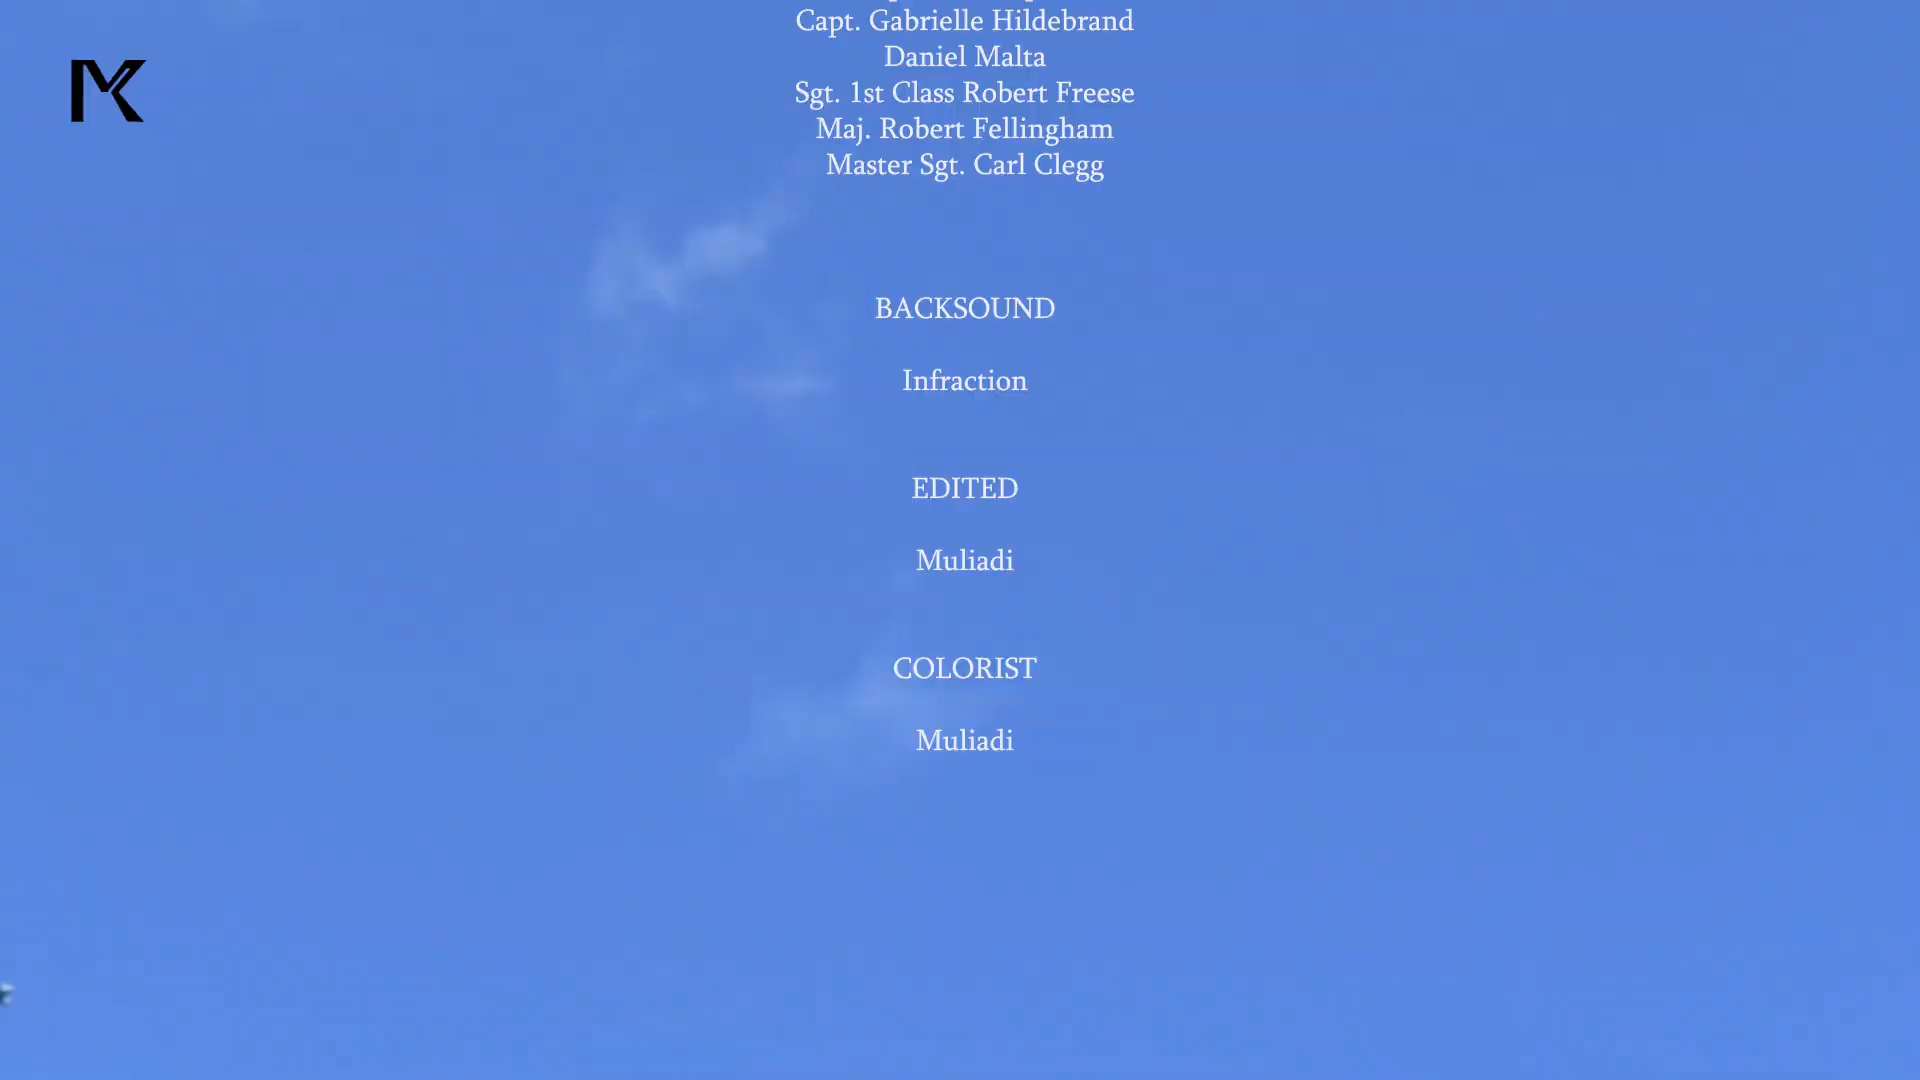 Capt. Gabrielle Hildebrand
Daniel Malta
Sgt. 1st Class Robert Freese
Maj. Robert Fellingham
Master Sgt. Carl Clegg
BACKSOUND
Infraction
EDITED
Muliadi
COLORIST
Muliadi